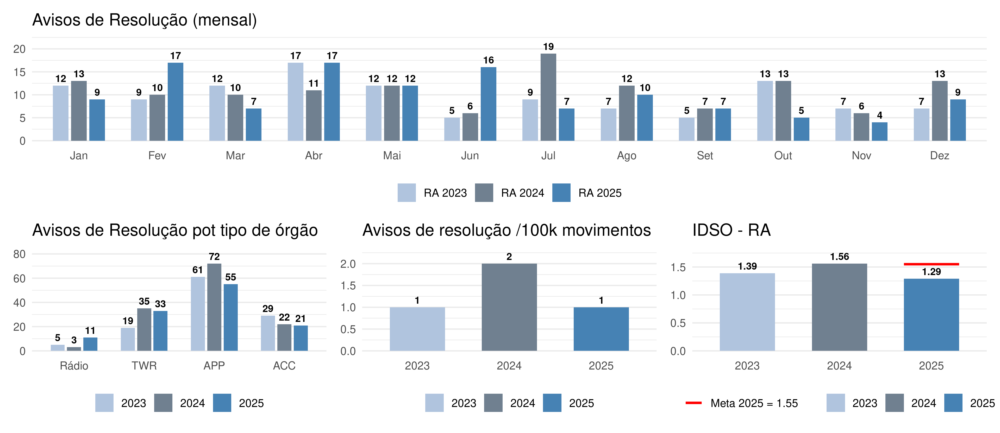 Avisos de Resolução (mensal)
20
15
10
5
0
12 13 9
9 10 17
12 10 7
17 11 17
12 12 12
5 6 16
9 19 7
7 12 10
5 7 7
13 13 5
7 6 4
7 13 9
Jan Fev Mar Abr Mai Jun Jul Ago Set Out Nov Dez
RA 2023 RA 2024 RA 2025
Avisos de Resolução pot tipo de órgão
80
60
40
20
0
5 3 11
19 35 33
61 72 55
29 22 21
Rádio TWR APP ACC
2023 2024 2025
Avisos de resolução /100k movimentos
2.0
1.5
1.0
0.5
0.0
1 2 1
2023 2024 2025
2023 2024 2025
IDSO - RA
1.5
1.0
0.5
0.0
1.39 1.56 1.29
2023 2024 2025
Meta 2025 = 1.55 2023 2024 2025